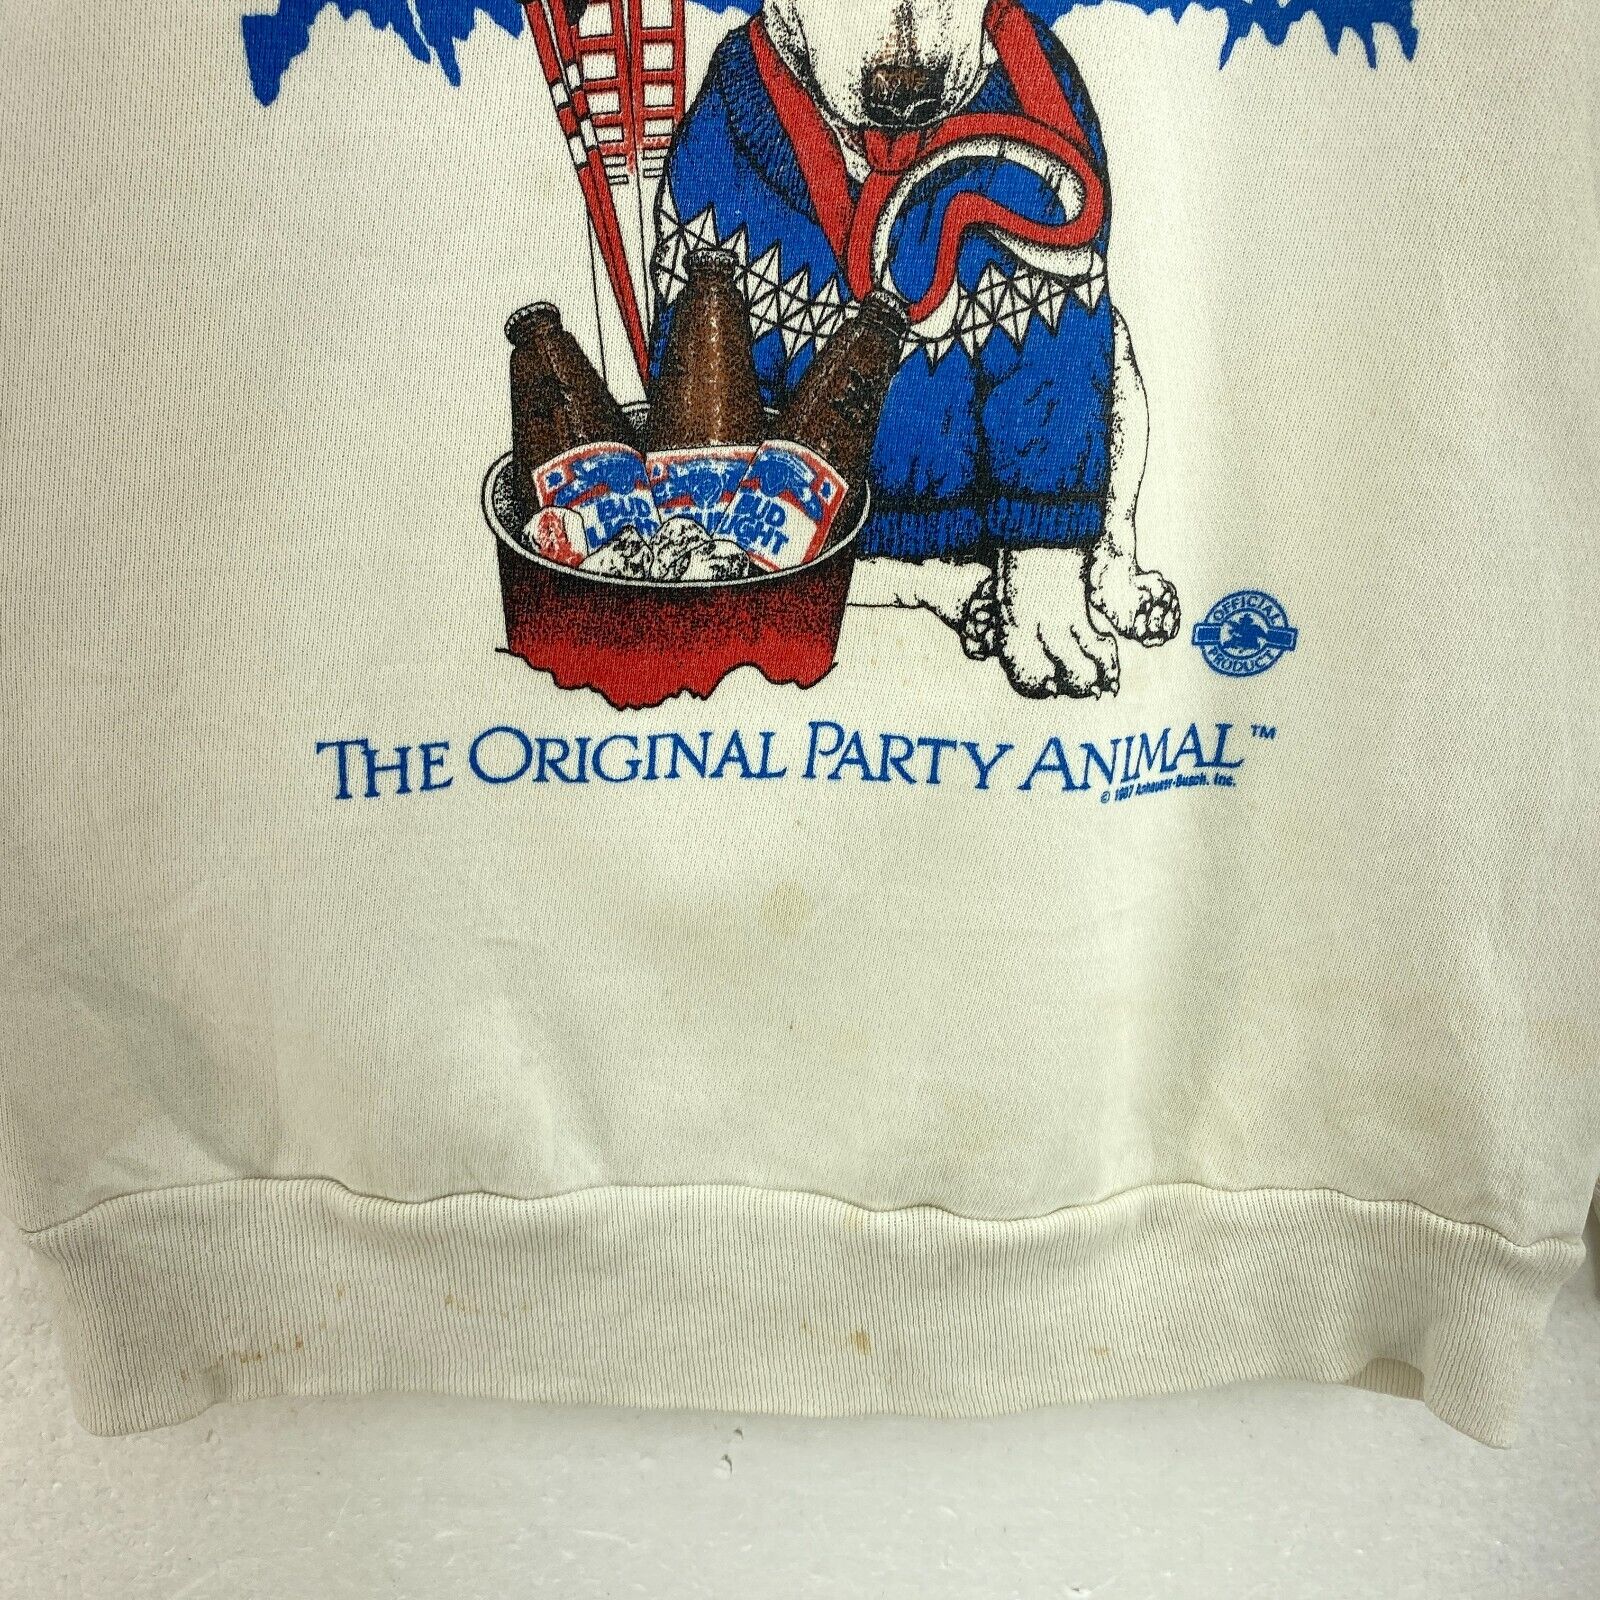 BUD
LIGHT
BUD
LIGHT
OFFICIAL
PRODUCT
THE ORIGINAL PARTY ANIMAL™
© 1987 Anheuser-Busch, Inc.